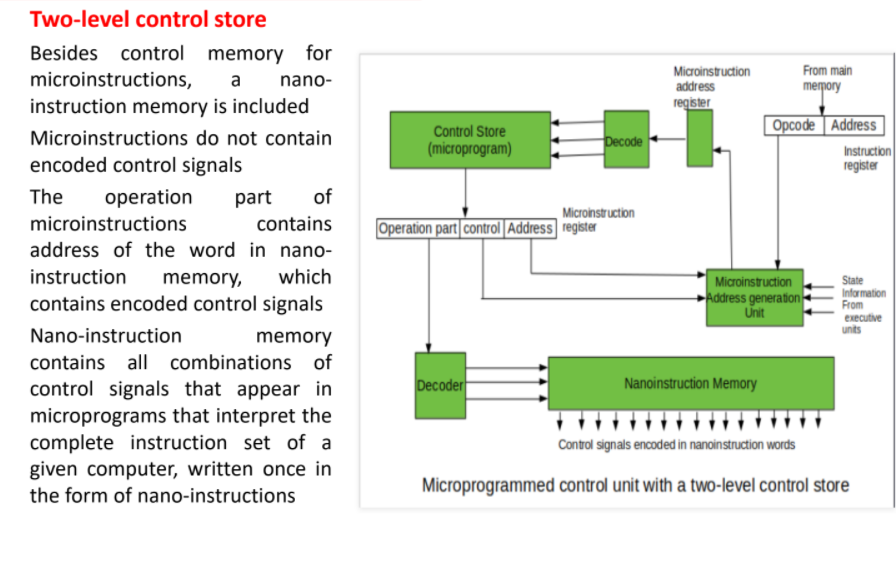 Two-level control store
Besides control memory for
microinstructions, a nano-
instruction memory is included
Microinstructions do not contain
encoded control signals
The operation part of
microinstructions contains
address of the word in nano-
instruction memory, which
contains encoded control signals
Nano-instruction memory
contains all combinations of
control signals that appear in
microprograms that interpret the
complete instruction set of a
given computer, written once in
the form of nano-instructions
Microinstruction
address
register
From main
memory
Control Store
(microprogram)
Decode
Opcode Address
Instruction
register
Operation part control Address
Microinstruction
register
Microinstruction
Address generation
Unit
State
Information
From
executive
units
Decoder
Nanoinstruction Memory
Control signals encoded in nanoinstruction words
Microprogrammed control unit with a two-level control store